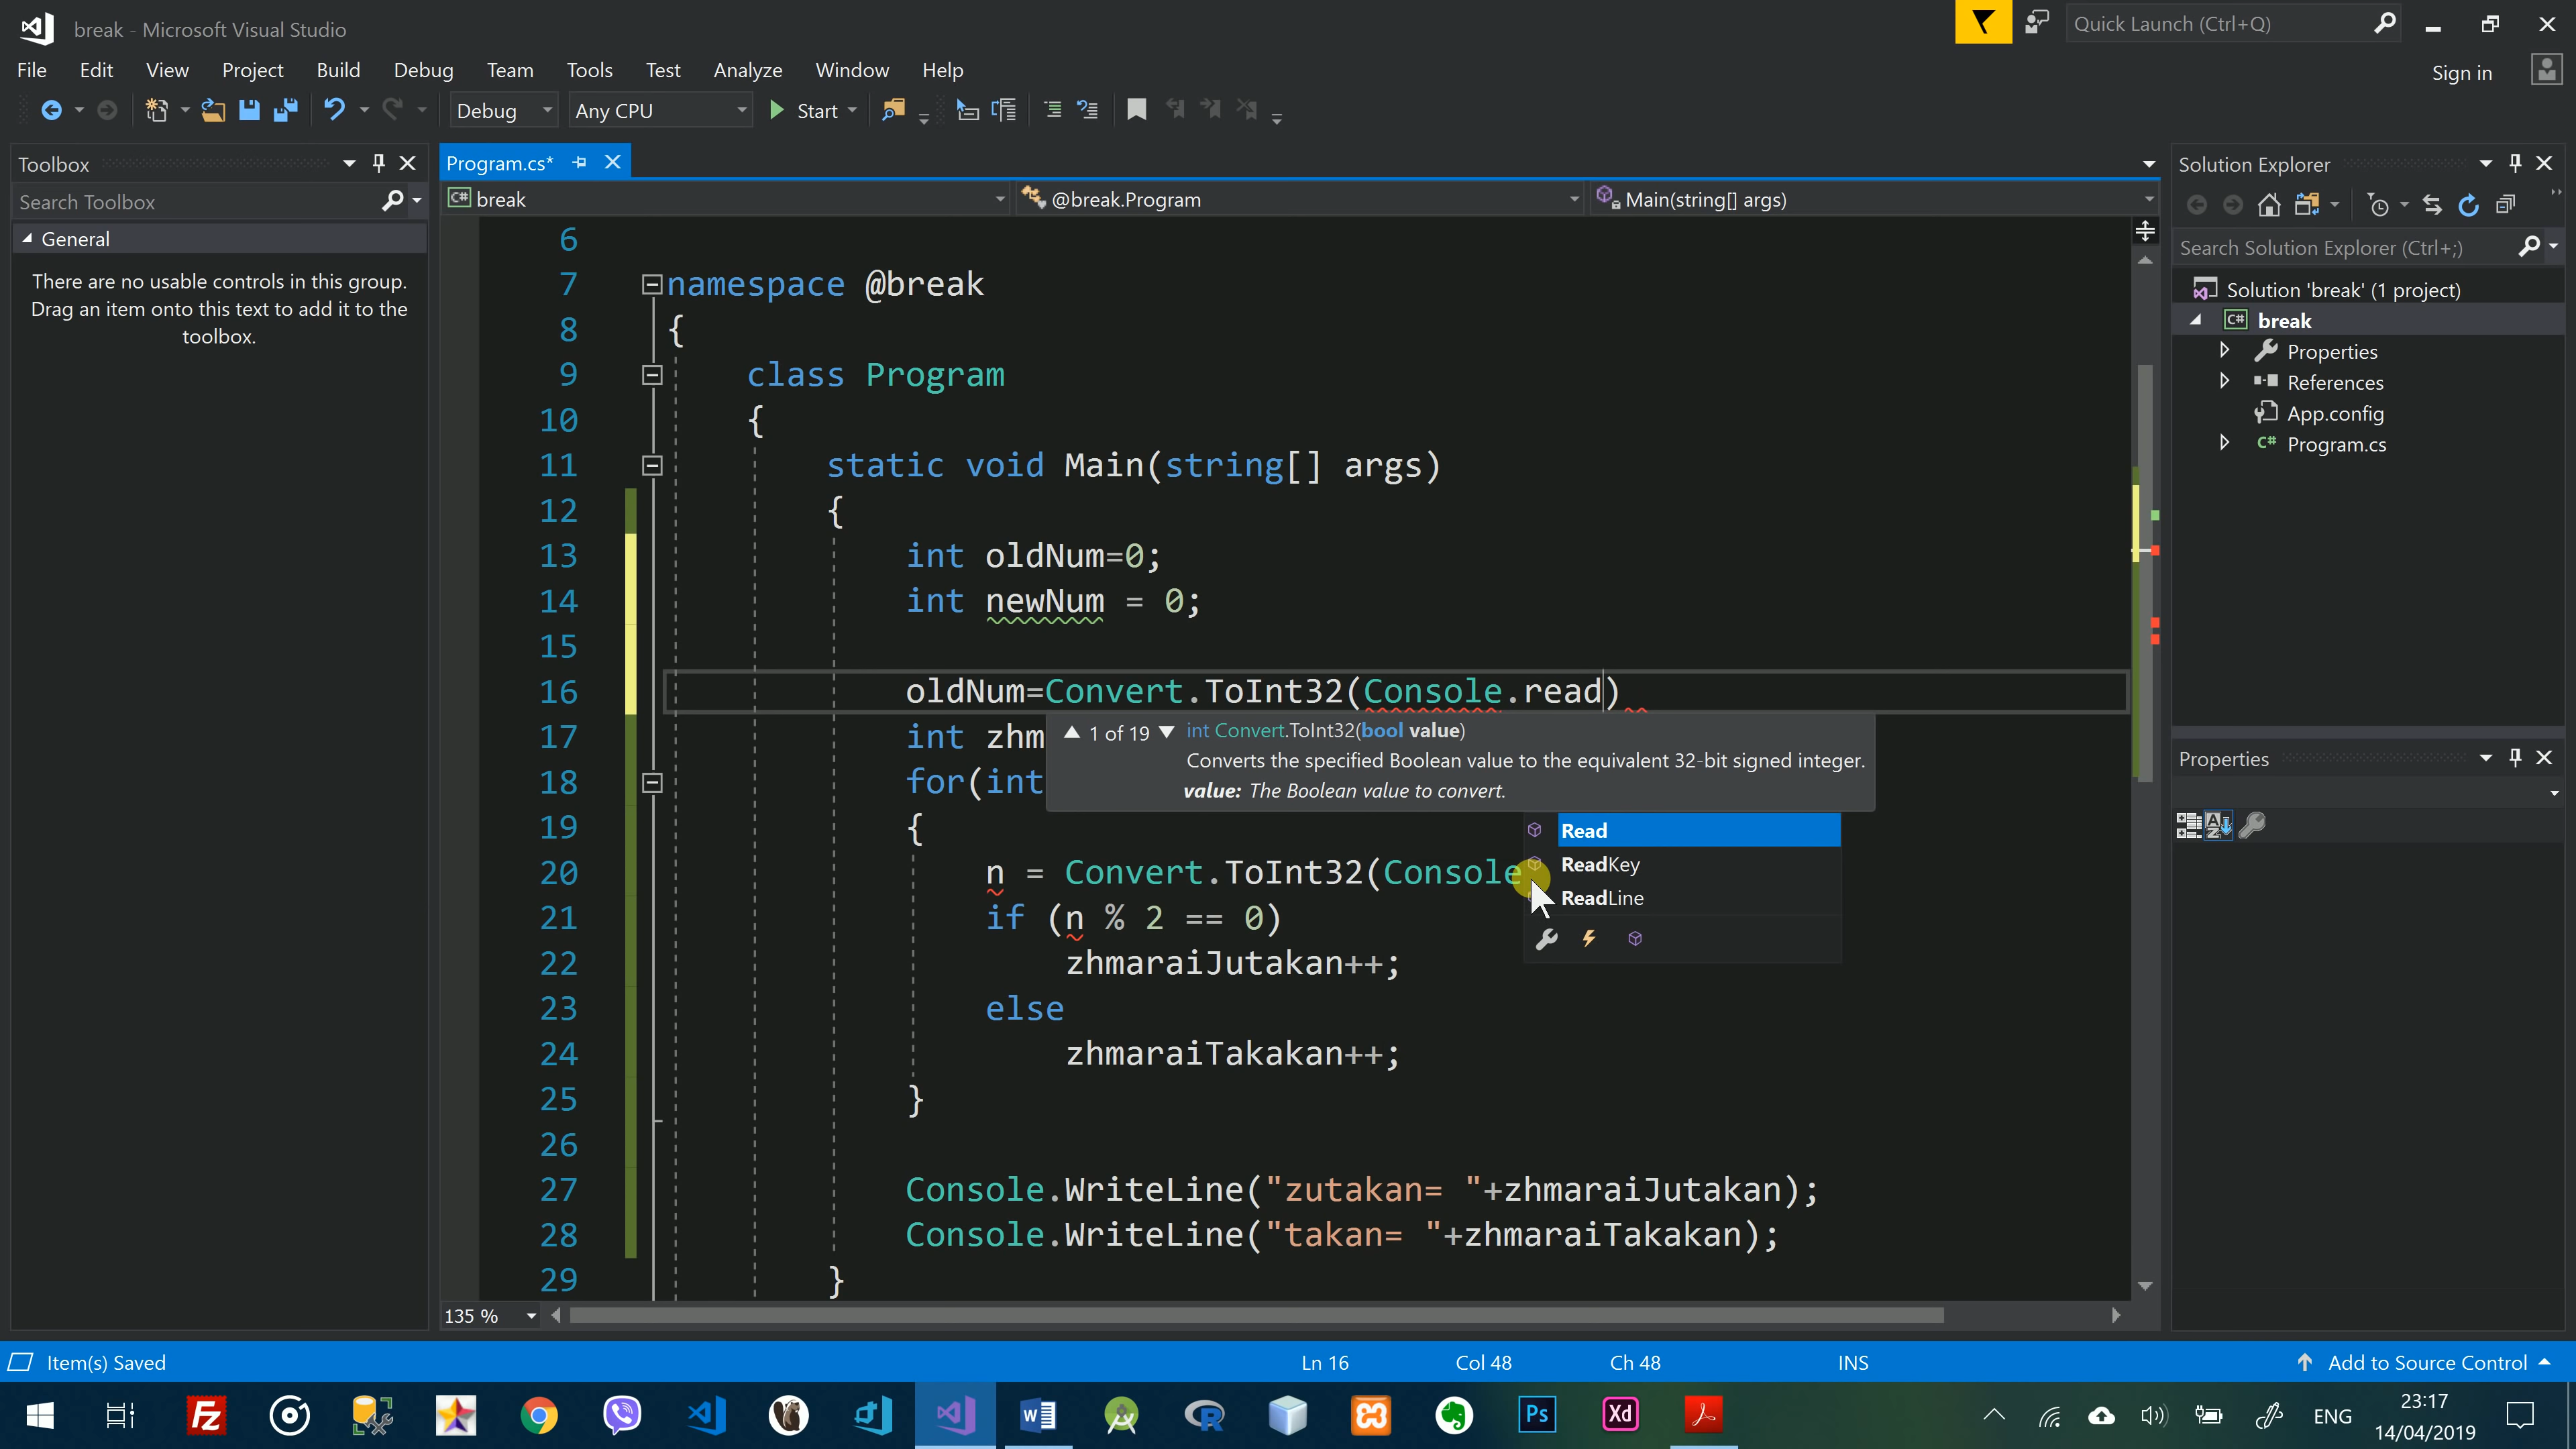 break - Microsoft Visual Studio
Quick Launch (Ctrl+Q)
File Edit View Project Build Debug Team Tools Test Analyze Window Help
Sign in
Debug Any CPU Start
Toolbox
Search Toolbox
General
There are no usable controls in this group.
Drag an item onto this text to add it to the
toolbox.
Program.cs*
C# break @break.Program Main(string[] args)
6
7 namespace @break
8 {
9 class Program
10 {
11 static void Main(string[] args)
12 {
13 int oldNum=0;
14 int newNum = 0;
15
16 oldNum=Convert.ToInt32(Console.read)
17 int zhm
18 for(int
19 {
20 n = Convert.ToInt32(Console
21 if (n % 2 == 0)
22 zhmaraiJutakan++;
23 else
24 zhmaraiTakakan++;
25 }
26
27 Console.WriteLine("zutakan= "+zhmaraiJutakan);
28 Console.WriteLine("takan= "+zhmaraiTakakan);
29 }
1 of 19 int Convert.ToInt32(bool value)
Converts the specified Boolean value to the equivalent 32-bit signed integer.
value: The Boolean value to convert.
Read
ReadKey
ReadLine
135 %
Solution Explorer
Search Solution Explorer (Ctrl+;)
Solution 'break' (1 project)
C# break
Properties
References
App.config
C# Program.cs
Properties
Item(s) Saved
Ln 16 Col 48 Ch 48 INS
Add to Source Control
Fz
W
R
Ps
Xd
ENG
23:17
14/04/2019